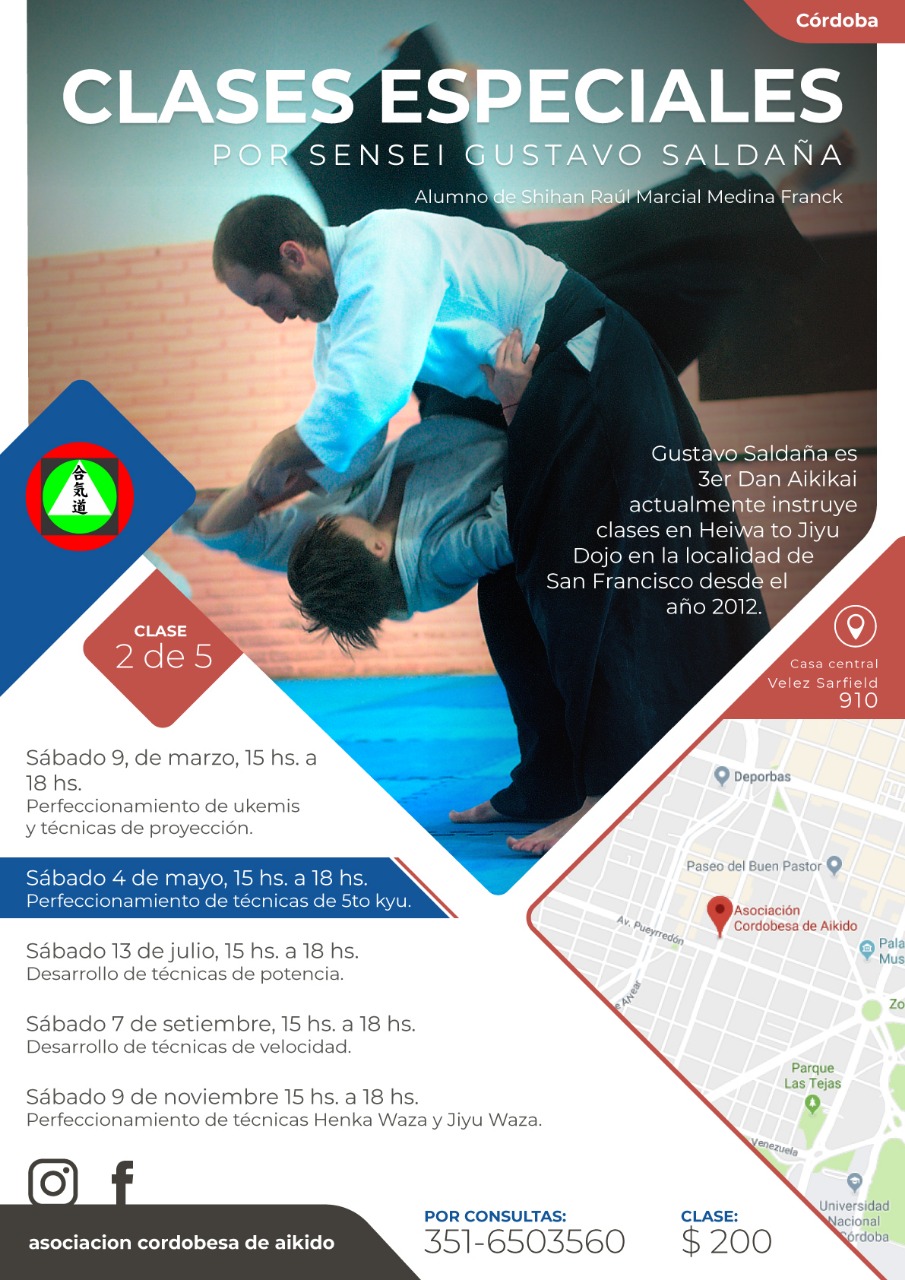 Córdoba
CLASES ESPECIALES
POR SENSEI GUSTAVO SALDAÑA
Alumno de Shihan Raúl Marcial Medina Franck
Gustavo Saldaña es
3er Dan Aikikai
actualmente instruye
clases en Heiwa to Jiyu
Dojo en la localidad de
San Francisco desde el
año 2012.
合
気
道
CLASE
2 de 5
Casa central
Velez Sarfield
910
Sábado 9, de marzo, 15 hs. a
18 hs.
Perfeccionamiento de ukemis
y técnicas de proyección.
Sábado 4 de mayo, 15 hs. a 18 hs.
Perfeccionamiento de técnicas de 5to kyu.
Sábado 13 de julio, 15 hs. a 18 hs.
Desarrollo de técnicas de potencia.
Sábado 7 de setiembre, 15 hs. a 18 hs.
Desarrollo de técnicas de velocidad.
Sábado 9 de noviembre 15 hs. a 18 hs.
Perfeccionamiento de técnicas Henka Waza y Jiyu Waza.
Deporbas
Paseo del Buen Pastor
Asociación
Cordobesa de Aikido
Av. Pueyrredón
Pala
Mus
e Alvear
Zo
Parque
Las Tejas
Venezuela
Universidad
Nacional
Córdoba
asociacion cordobesa de aikido
POR CONSULTAS:
351-6503560
CLASE:
$ 200